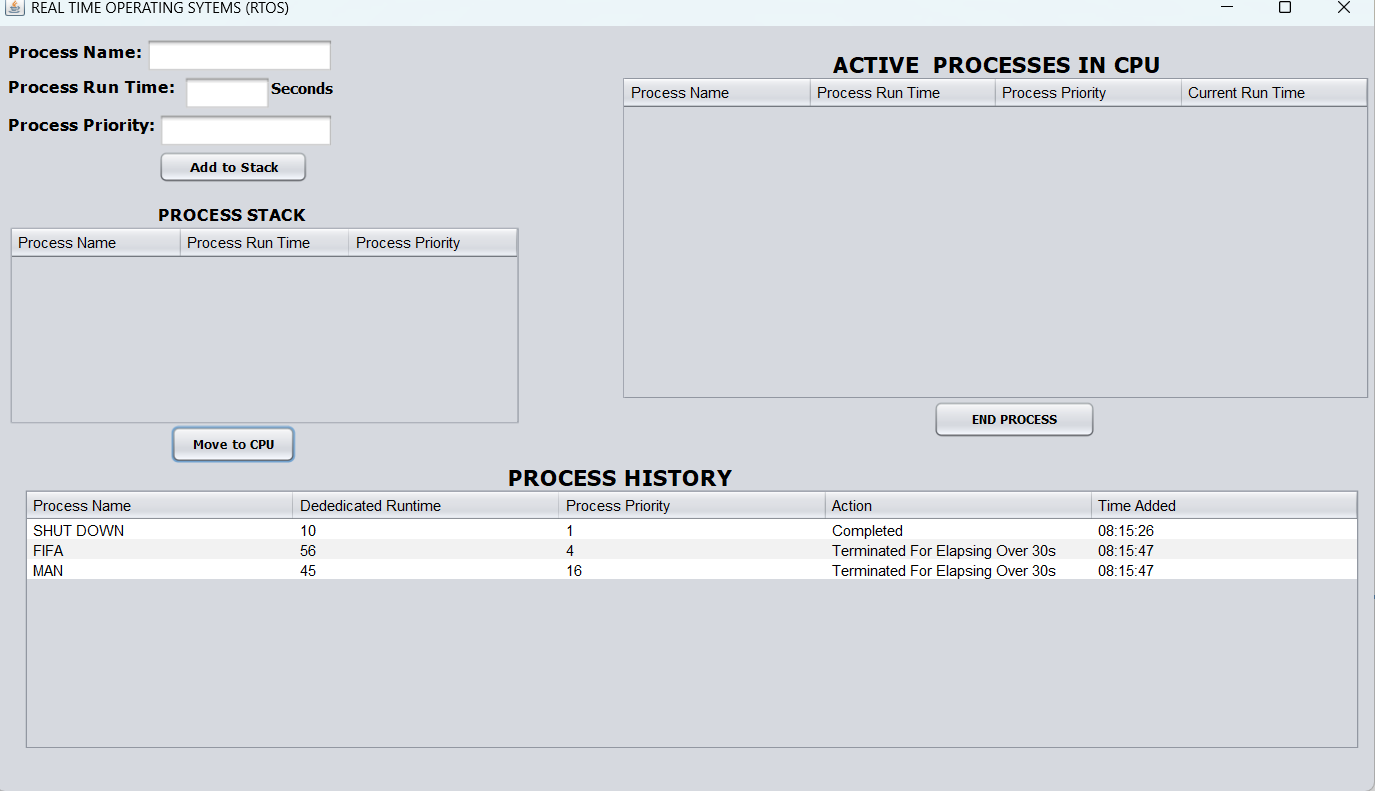 REAL TIME OPERATING SYTEMS (RTOS)
Process Name:
Process Run Time: Seconds
Process Priority:
Add to Stack
PROCESS STACK
Process Name Process Run Time Process Priority
Move to CPU
ACTIVE PROCESSES IN CPU
Process Name Process Run Time Process Priority Current Run Time
END PROCESS
PROCESS HISTORY
Process Name Dededicated Runtime Process Priority Action Time Added
SHUT DOWN 10 1 Completed 08:15:26
FIFA 56 4 Terminated For Elapsing Over 30s 08:15:47
MAN 45 16 Terminated For Elapsing Over 30s 08:15:47